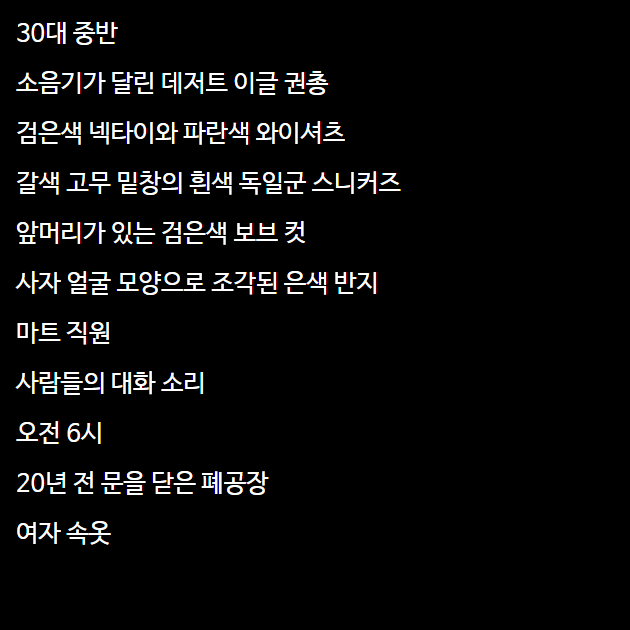 30대 중반
소음기가 달린 데저트 이글 권총
검은색 넥타이와 파란색 와이셔츠
갈색 고무 밑창의 흰색 독일군 스니커즈
앞머리가 있는 검은색 보브 컷
사자 얼굴 모양으로 조각된 은색 반지
마트 직원
사람들의 대화 소리
오전 6시
20년 전 문을 닫은 폐공장
여자 속옷